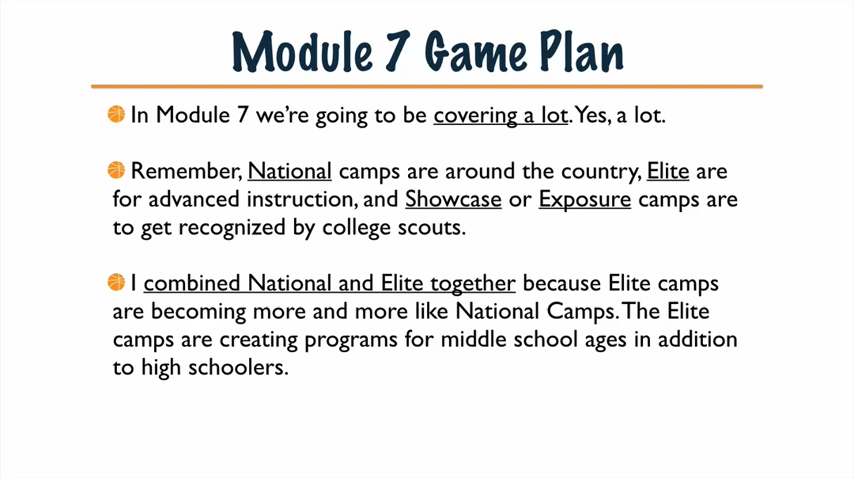 Module 7 Game Plan
In Module 7 we're going to be covering a lot. Yes, a lot.
Remember, National camps are around the country, Elite are
for advanced instruction, and Showcase or Exposure camps are
to get recognized by college scouts.
I combined National and Elite together because Elite camps
are becoming more and more like National Camps. The Elite
camps are creating programs for middle school ages in addition
to high schoolers.